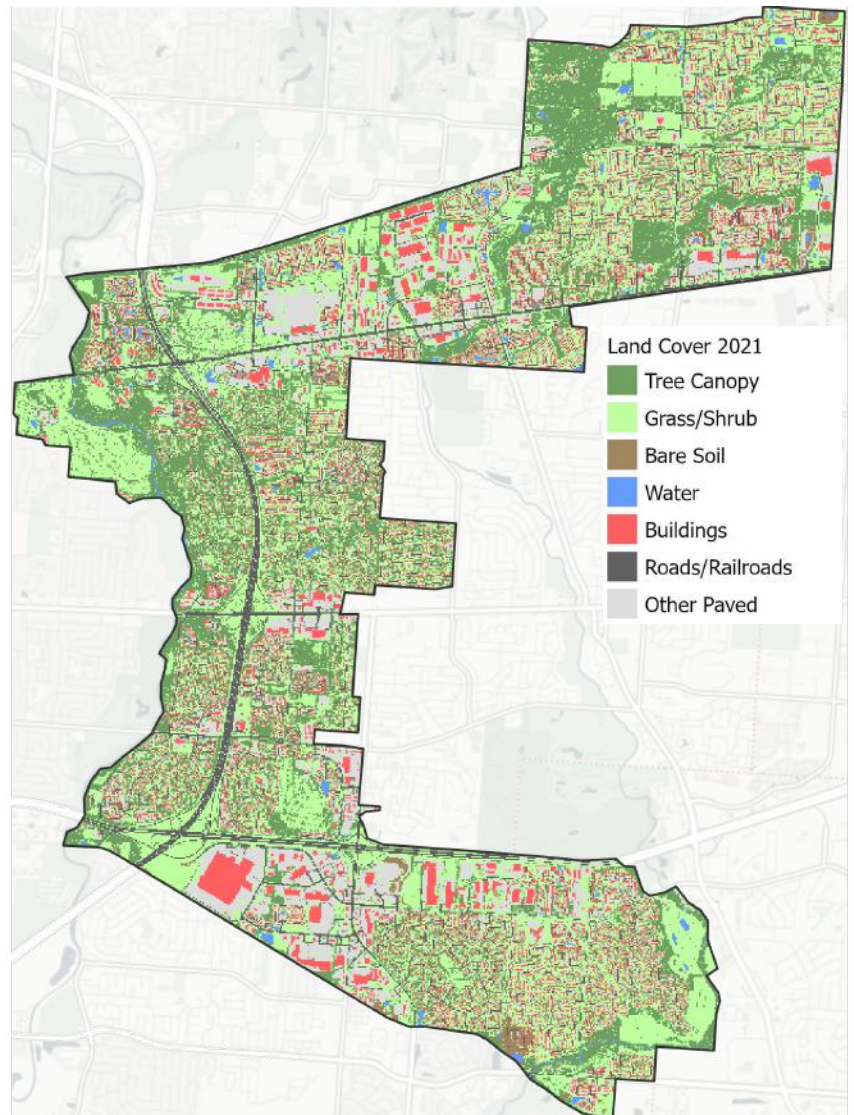 Land Cover 2021
Tree Canopy
Grass/Shrub
Bare Soil
Water
Buildings
Roads/Railroads
Other Paved